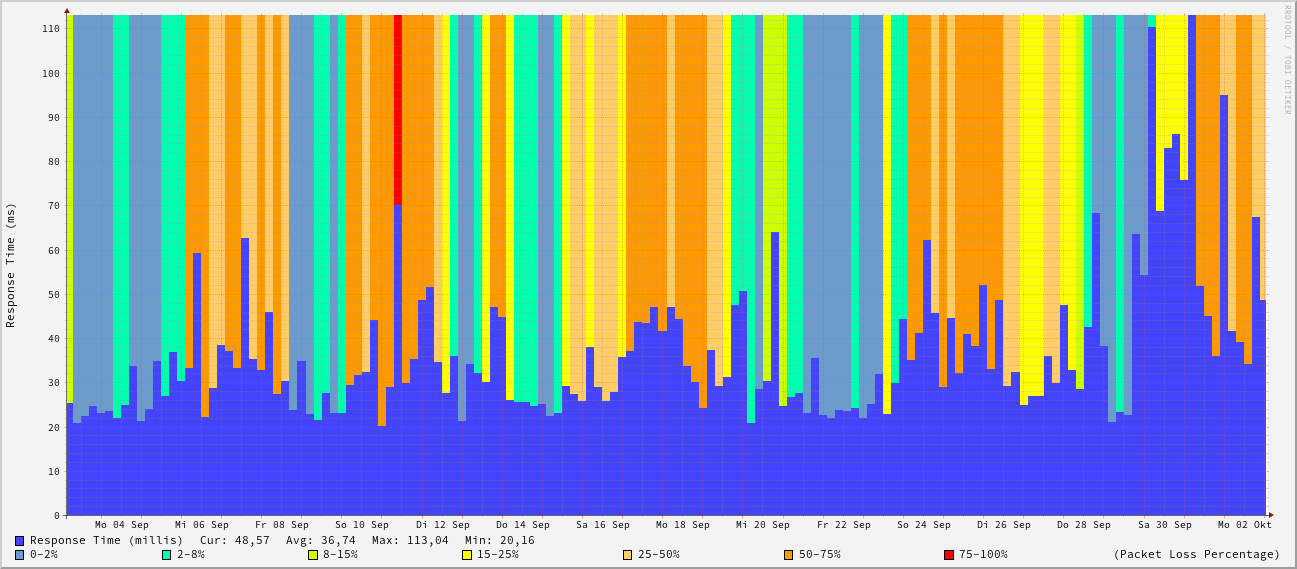 RRDTOOL / TOBI OETIKER
Response Time (ms)
110
100
90
80
70
60
50
40
30
20
10
0
Mo 04 Sep Mi 06 Sep Fr 08 Sep So 10 Sep Di 12 Sep Do 14 Sep Sa 16 Sep Mo 18 Sep Mi 20 Sep Fr 22 Sep So 24 Sep Di 26 Sep Do 28 Sep Sa 30 Sep Mo 02 Okt
Response Time (millis) Cur: 48,57 Avg: 36,74 Max: 113,04 Min: 20,16
0-2% 2-8% 8-15% 15-25% 25-50% 50-75% 75-100% (Packet Loss Percentage)